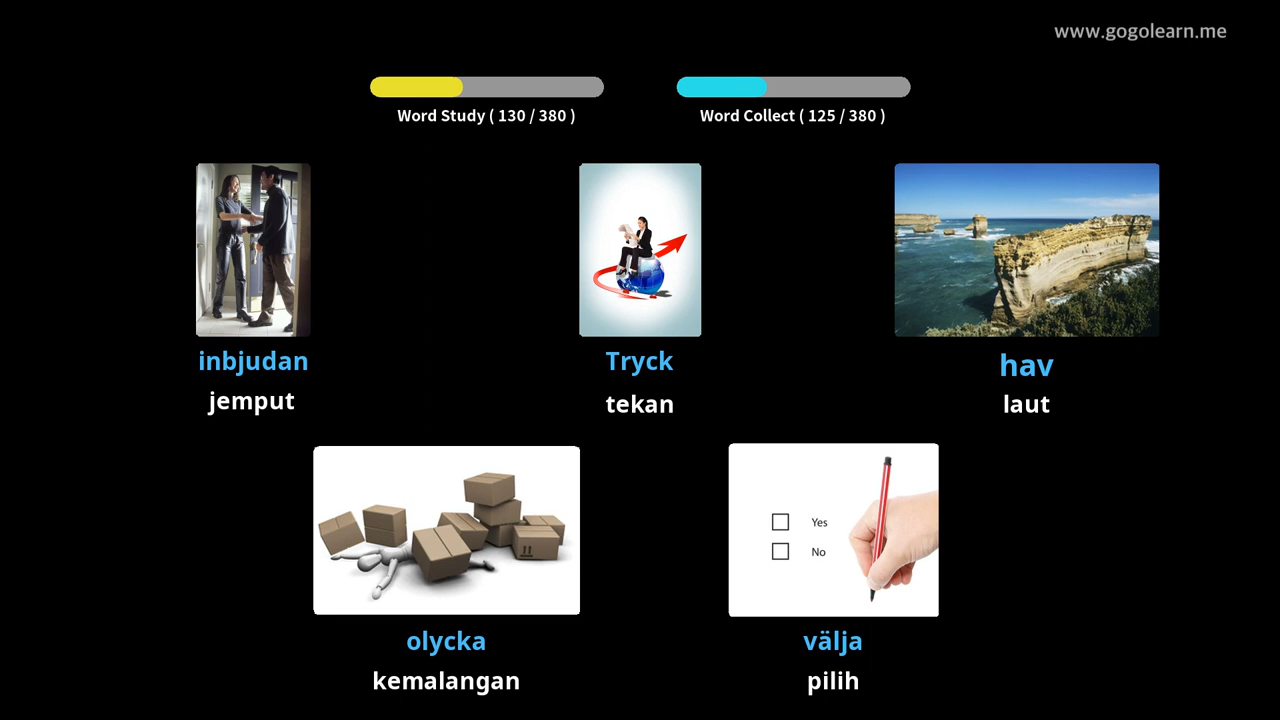 www.gogolearn.me
Word Study ( 130 / 380 )
Word Collect ( 125 / 380 )
inbjudan
jemput
Tryck
tekan
hav
laut
Yes
No
olycka
kemalangan
välja
pilih